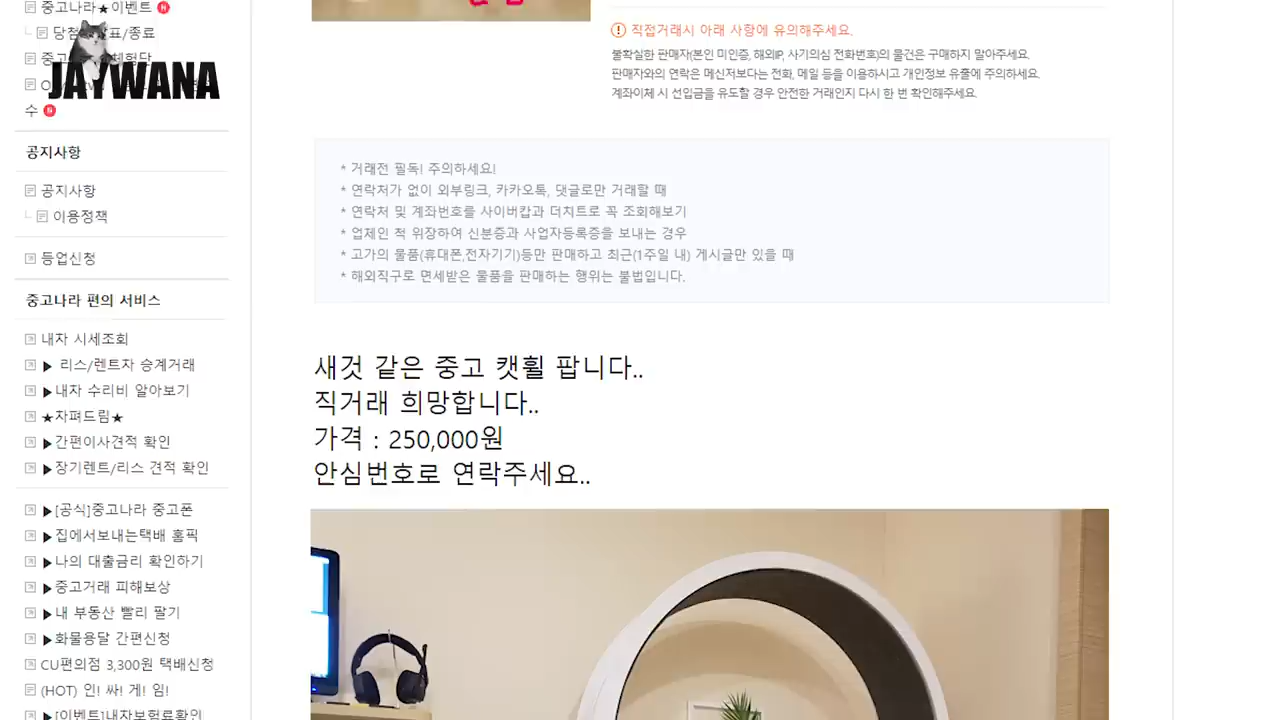 중고나라★이벤트
JAYWANA
수
공지사항
공지사항
이용정책
등업신청
중고나라 편의 서비스
내차 시세조회
▶ 리스/렌트자 승계거래
▶내자 수리비 알아보기
★차펴드림★
▶간편이사견적 확인
▶장기렌트/리스 견적 확인
▶[공식]중고나라 중고폰
▶집에서보내는택배 홈픽
▶나의 대출금리 확인하기
▶중고거래 피해보상
▶내 부동산 빨리 팔기
▶화물용달 간편신청
CU편의점 3,300원 택배신청
(HOT) 인! 싸! 게! 임!
▶[이벤트]내자보험료확인
직접거래시 아래 사항에 유의해주세요.
불확실한 판매자(본인 미인증, 해외IP, 사기의심 전화번호)의 물건은 구매하지 말아주세요.
판매자와의 연락은 메신저보다는 전화, 메일 등을 이용하시고 개인정보 유출에 주의하세요.
계좌이체 시 선입금을 유도할 경우 안전한 거래인지 다시 한 번 확인해주세요.
* 거래전 필독! 주의하세요!
* 연락처가 없이 외부링크, 카카오톡, 댓글로만 거래할 때
* 연락처 및 계좌번호를 사이버캅과 더치트로 꼭 조회해보기
* 업체인 척 위장하여 신분증과 사업자등록증을 보내는 경우
* 고가의 물품(휴대폰,전자기기)등만 판매하고 최근(1주일 내) 게시글만 있을 때
* 해외직구로 면세받은 물품을 판매하는 행위는 불법입니다.
새것 같은 중고 캣휠 팝니다..
직거래 희망합니다..
가격 : 250,000원
안심번호로 연락주세요..